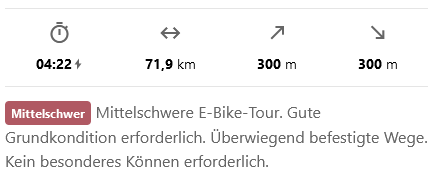 04:22 71,9 km 300 m 300 m
Mittelschwer Mittelschwere E-Bike-Tour. Gute
Grundkondition erforderlich. Überwiegend befestigte Wege.
Kein besonderes Können erforderlich.